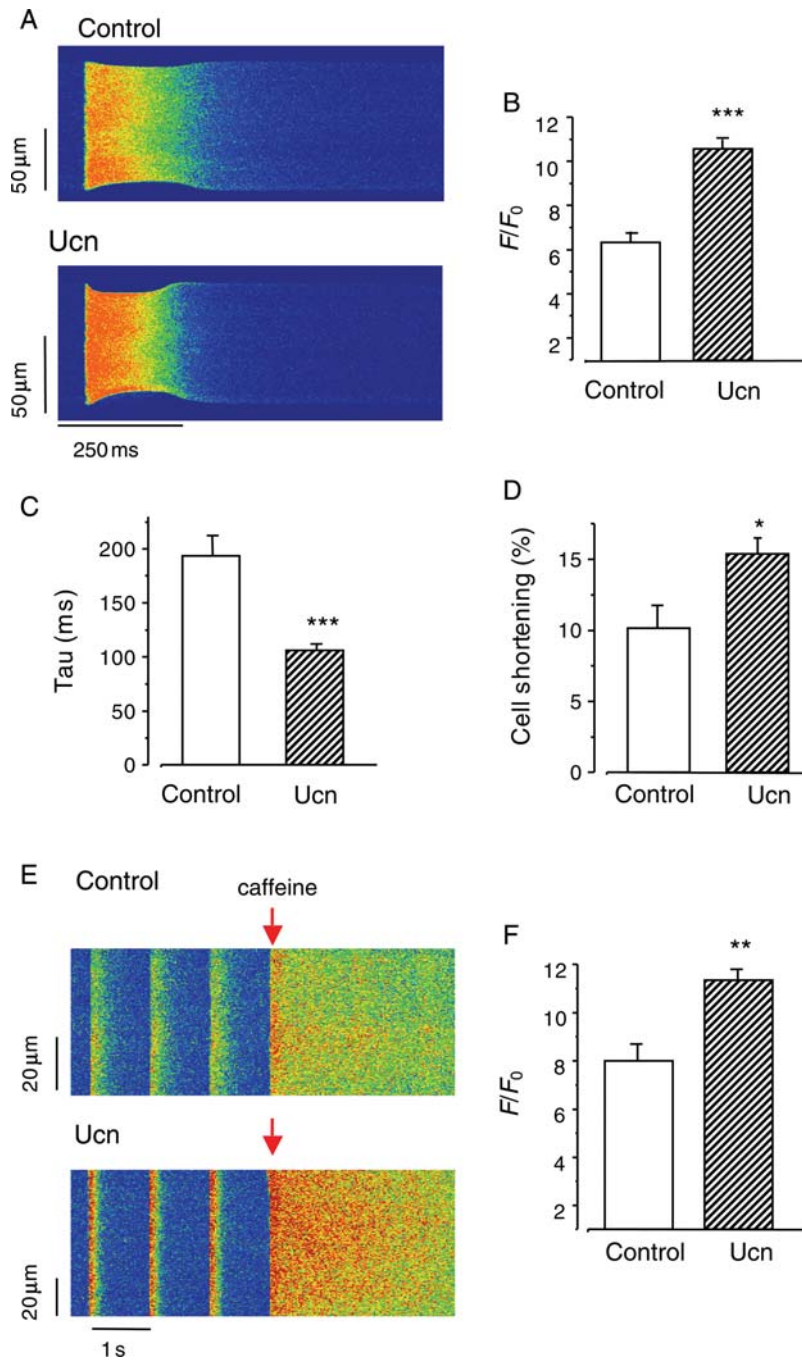 A
Control
50 µm
Ucn
50 µm
250 ms
B
F/F0
12
10
8
6
4
2
***
Control
Ucn
C
Tau (ms)
200
150
100
50
0
***
Control
Ucn
D
Cell shortening (%)
15
10
5
0
*
Control
Ucn
E
Control
caffeine
20 µm
Ucn
20 µm
1 s
F
F/F0
12
10
8
6
4
2
**
Control
Ucn